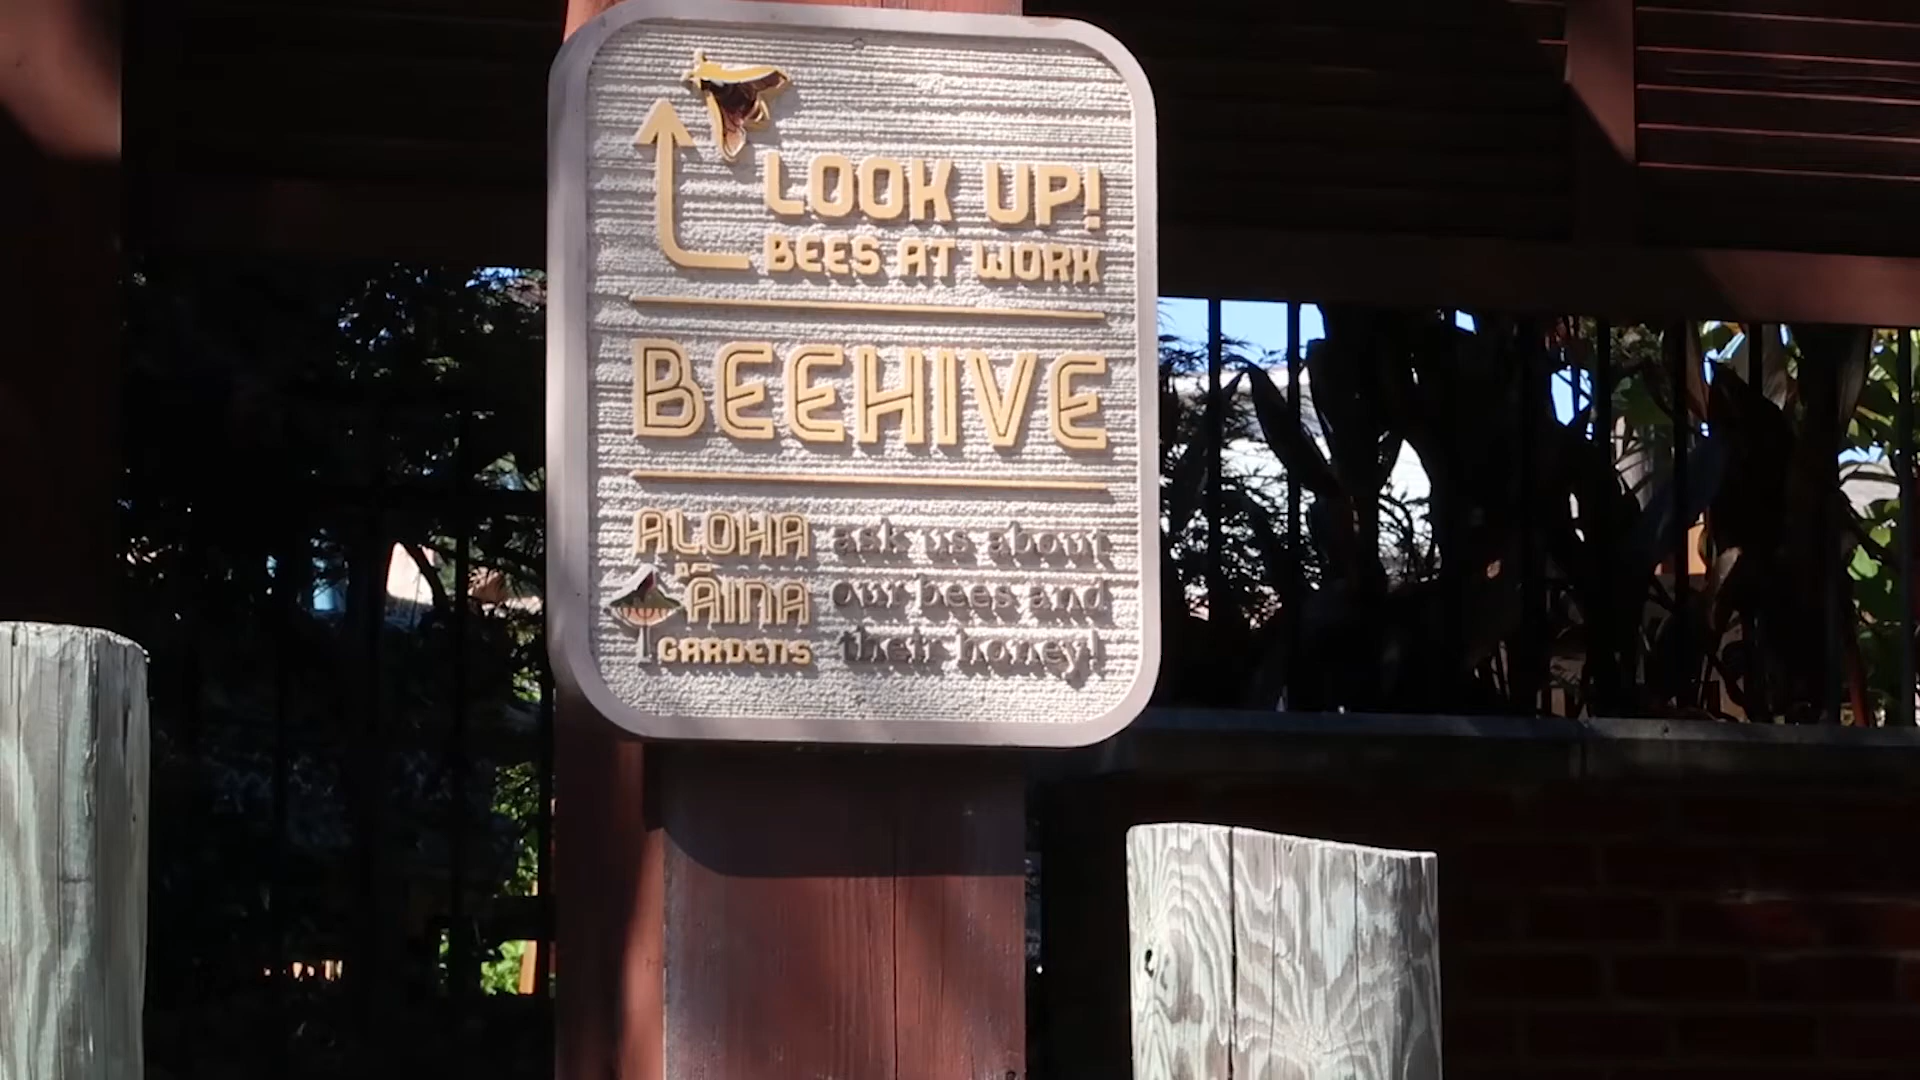 LOOK UP!
BEES AT WORK
BEEHIVE
ALOHA
ĀINA
GARDENS
ask us about
our bees and
their honey!